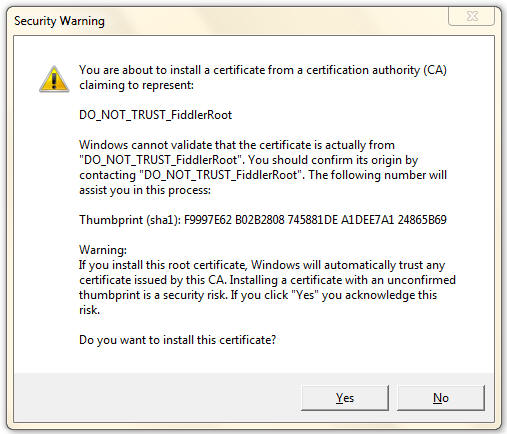 Security Warning
You are about to install a certificate from a certification authority (CA)
claiming to represent:
DO_NOT_TRUST_FiddlerRoot
Windows cannot validate that the certificate is actually from
"DO_NOT_TRUST_FiddlerRoot". You should confirm its origin by
contacting "DO_NOT_TRUST_FiddlerRoot". The following number will
assist you in this process:
Thumbprint (sha1): F9997E62 B02B2808 745881DE A1DEE7A1 24865B69
Warning:
If you install this root certificate, Windows will automatically trust any
certificate issued by this CA. Installing a certificate with an unconfirmed
thumbprint is a security risk. If you click "Yes" you acknowledge this
risk.
Do you want to install this certificate?
Yes
No